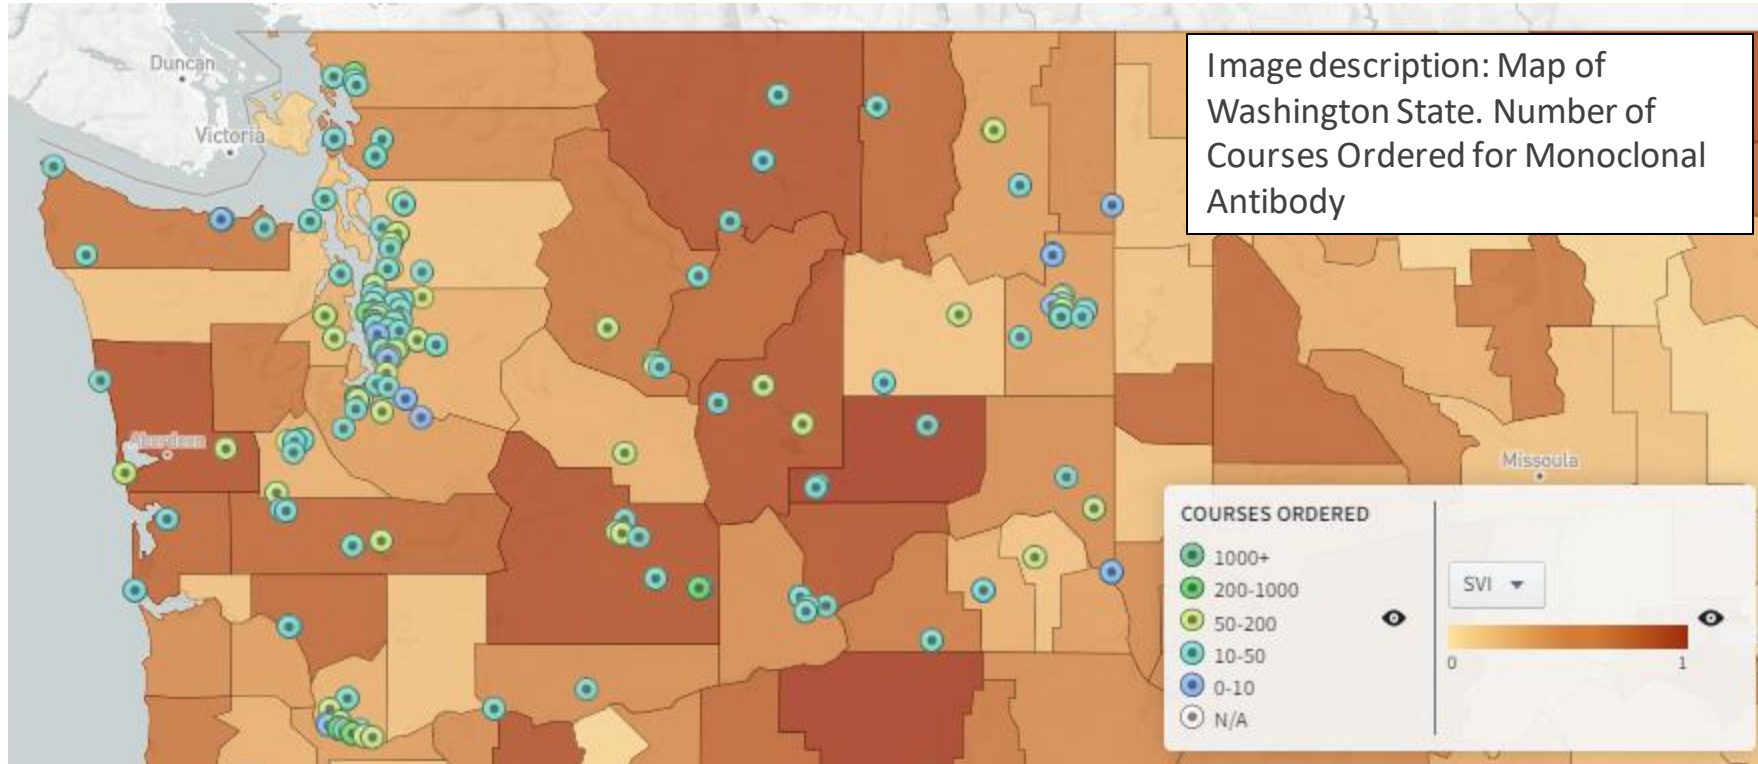 Duncan
Victoria
Image description: Map of
Washington State. Number of
Courses Ordered for Monoclonal
Antibody
Aberdeen
Missoula
COURSES ORDERED
1000+
200-1000
50-200
10-50
0-10
N/A
SVI
0
1